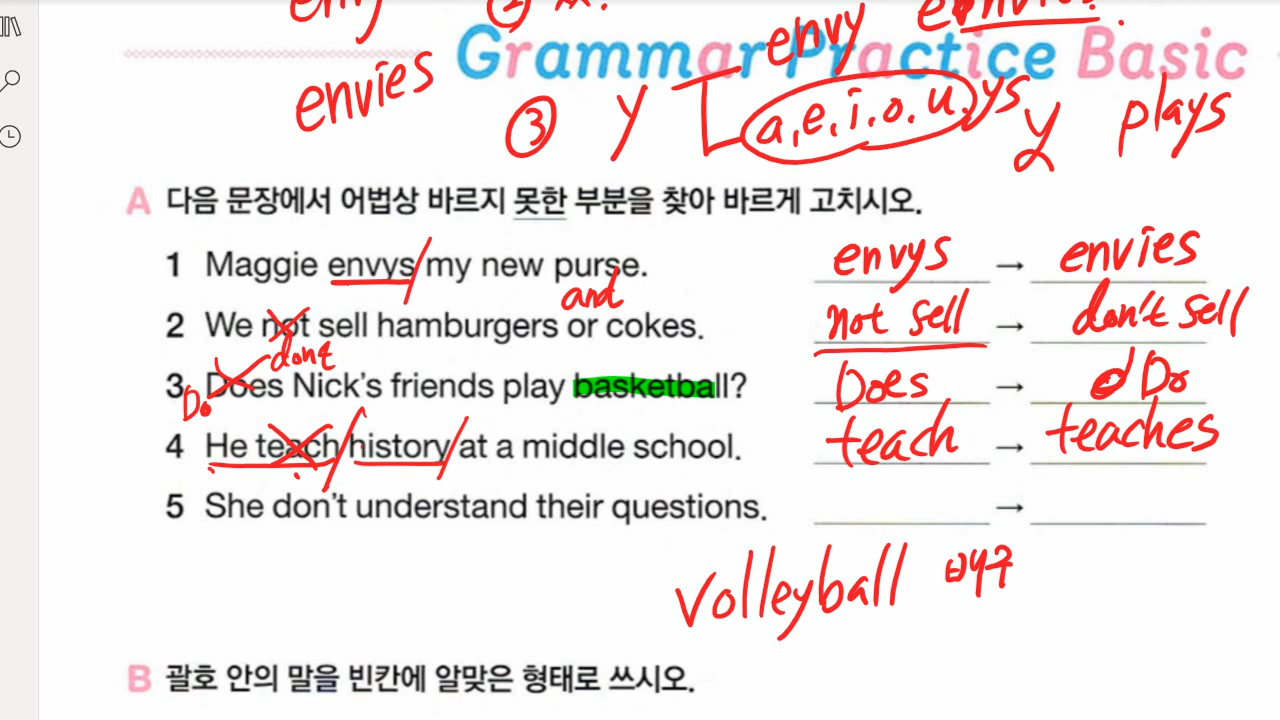 envy envies.
envies Grammar Practice Basic
③ y a, e, i, o, u, ys y plays
A 다음 문장에서 어법상 바르지 못한 부분을 찾아 바르게 고치시오.
1 Maggie envys my new purse. envys → envies
and
2 We not sell hamburgers or cokes. not sell → don't sell
dont
3 Does Nick's friends play basketball? Does → Do
Do
4 He teach history at a middle school. teach → teaches
5 She don't understand their questions. →
volleyball 배구
B 괄호 안의 말을 빈칸에 알맞은 형태로 쓰시오.